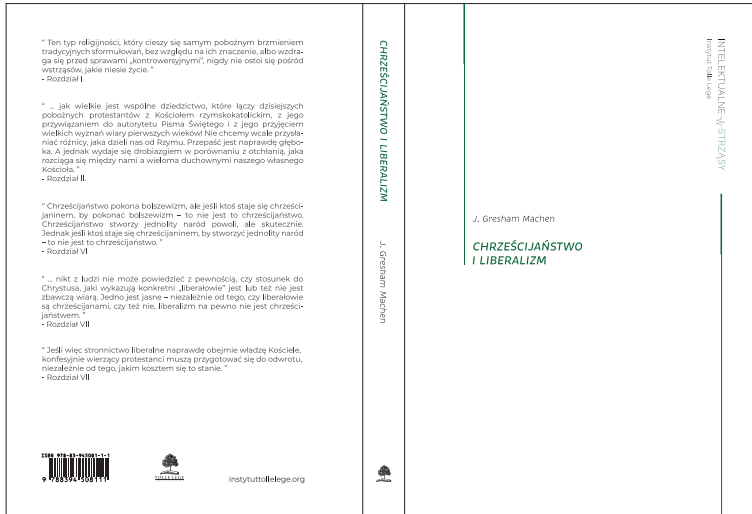 " Ten typ religijności, który cieszy się samym pobożnym brzmieniem
tradycyjnych sformułowań, bez względu na ich znaczenie, albo wzdra-
ga się przed sprawami „kontrowersyjnymi”, nigdy nie ostoi się pośród
wstrząsów, jakie niesie życie. "
- Rozdział I
" ... jak wielkie jest wspólne dziedzictwo, które łączy dzisiejszych
pobożnych protestantów z Kościołem rzymskokatolickim, z jego
przywiązaniem do autorytetu Pisma Świętego i z jego przyjęciem
wielkich wyznań wiary pierwszych wieków! Nie chcemy wcale przysła-
niać różnicy, jaka dzieli nas od Rzymu. Przepaść jest naprawdę głębo-
ka. A jednak wydaje się drobiazgiem w porównaniu z otchłanią, jaka
rozciąga się między nami a wieloma duchownymi naszego własnego
Kościoła. "
- Rozdział II.
" Chrześcijaństwo pokona bolszewizm, ale jeśli ktoś staje się chrześci-
janinem, by pokonać bolszewizm – to nie jest to chrześcijaństwo.
Chrześcijaństwo stworzy jednolity naród powoli, ale skutecznie.
Jednak jeśli ktoś staje się chrześcijaninem, by stworzyć jednolity naród
– to nie jest to chrześcijaństwo. "
- Rozdział VI
" ... nikt z ludzi nie może powiedzieć z pewnością, czy stosunek do
Chrystusa, jaki wykazują konkretni „liberałowie” jest lub też nie jest
zbawczą wiarą. Jedno jest jasne – niezależnie od tego, czy liberałowie
są chrześcijanami, czy też nie, liberalizm na pewno nie jest chrześci-
jaństwem. "
- Rozdział VII
" Jeśli więc stronnictwo liberalne naprawdę obejmie władzę Kościele,
konfesyjnie wierzący protestanci muszą przygotować się do odwrotu,
niezależnie od tego, jakim kosztem się to stanie. "
- Rozdział VII
ISBN 978-83-945081-1-1
9 788394 508111
TOLLE LEGE
instytuttollelege.org
CHRZEŚCIJAŃSTWO I LIBERALIZM
J. Gresham Machen
J. Gresham Machen
CHRZEŚCIJAŃSTWO
I LIBERALIZM
INTELEKTUALNE W-STRZĄSY
Instytut Tolle Lege